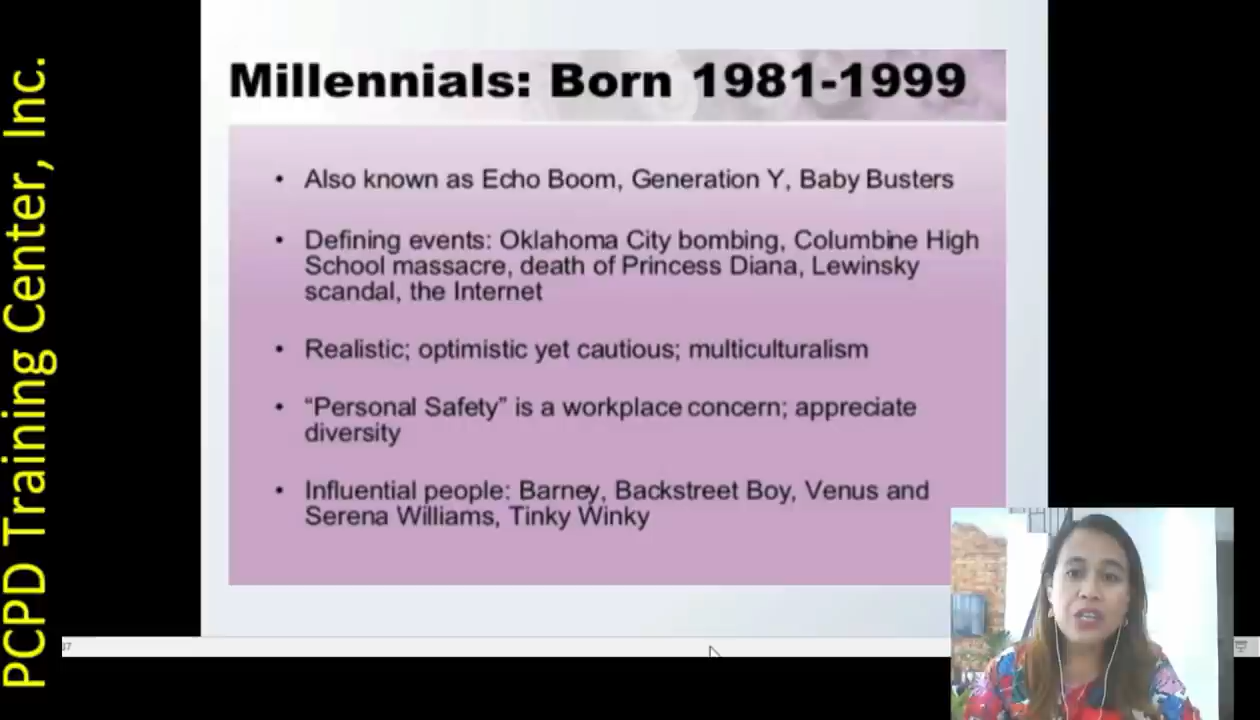 PCPD Training Center, Inc.
Millennials: Born 1981-1999
• Also known as Echo Boom, Generation Y, Baby Busters
• Defining events: Oklahoma City bombing, Columbine High
School massacre, death of Princess Diana, Lewinsky
scandal, the Internet
• Realistic; optimistic yet cautious; multiculturalism
• “Personal Safety” is a workplace concern; appreciate
diversity
• Influential people: Barney, Backstreet Boy, Venus and
Serena Williams, Tinky Winky